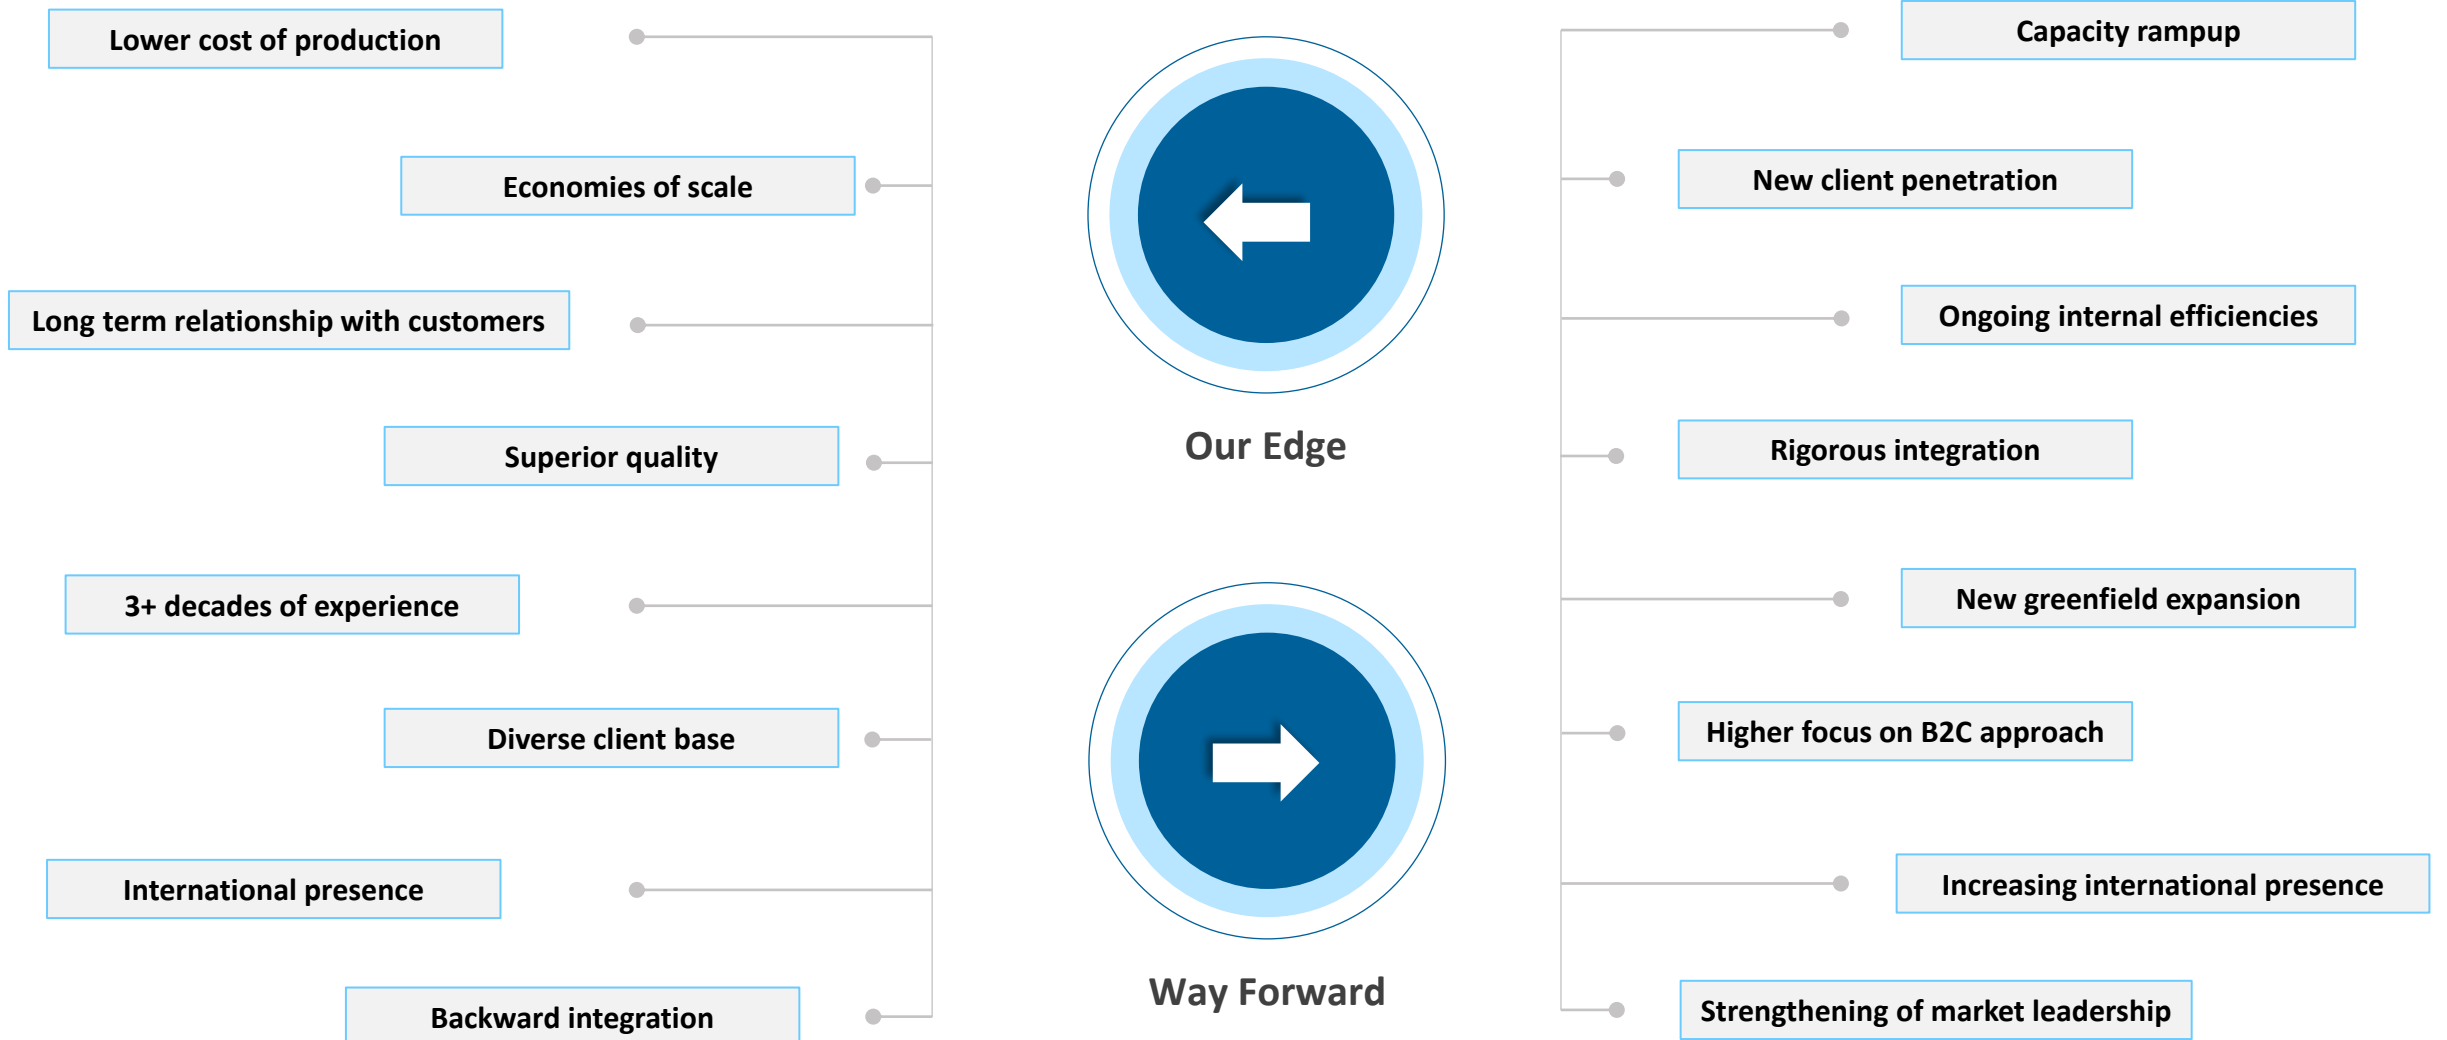 Lower cost of production
Economies of scale
Long term relationship with customers
Superior quality
3+ decades of experience
Diverse client base
International presence
Backward integration
Our Edge
Way Forward
Capacity rampup
New client penetration
Ongoing internal efficiencies
Rigorous integration
New greenfield expansion
Higher focus on B2C approach
Increasing international presence
Strengthening of market leadership